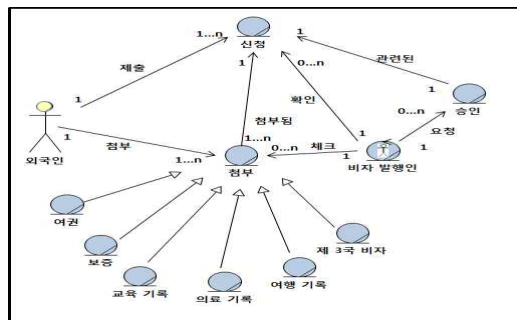 신청
1...n
1
1
0...n
1
제출
관련된
1
확인
승인
1
첨부됨
0...n
1
첨부
1...n
1
요청
외국인
1...n
0...n
체크
1
1
첨부
비자 발행인
여권
보증
제 3국 비자
교육 기록
의료 기록
여행 기록